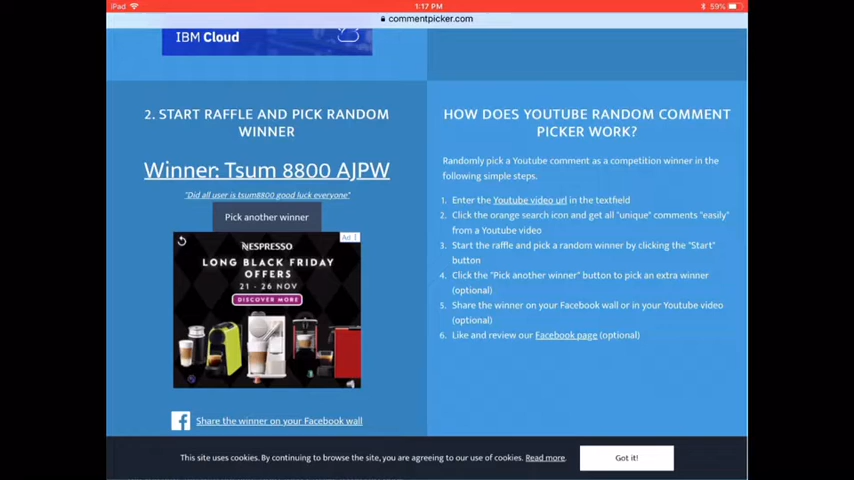 iPad
1:17 PM
59%
commentpicker.com
IBM Cloud
2. START RAFFLE AND PICK RANDOM
WINNER
Winner: Tsum 8800 AJPW
"Did all user is tsum8800 good luck everyone"
Pick another winner
Ad
NESPRESSO
LONG BLACK FRIDAY
OFFERS
21 - 26 NOV
DISCOVER MORE
Share the winner on your Facebook wall
HOW DOES YOUTUBE RANDOM COMMENT
PICKER WORK?
Randomly pick a Youtube comment as a competition winner in the
following simple steps.
1. Enter the Youtube video url in the textfield
2. Click the orange search icon and get all "unique" comments "easily"
from a Youtube video
3. Start the raffle and pick a random winner by clicking the "Start"
button
4. Click the "Pick another winner" button to pick an extra winner
(optional)
5. Share the winner on your Facebook wall or in your Youtube video
(optional)
6. Like and review our Facebook page (optional)
This site uses cookies. By continuing to browse the site, you are agreeing to our use of cookies. Read more.
Got it!